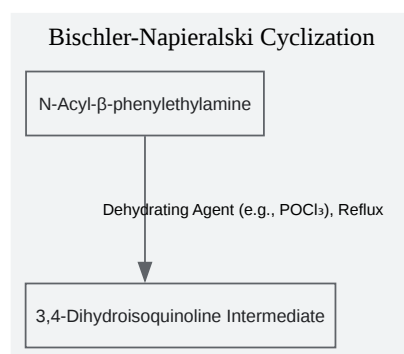 Bischler-Napieralski Cyclization
N-Acyl-β-phenylethylamine
Dehydrating Agent (e.g., POCl₃), Reflux
3,4-Dihydroisoquinoline Intermediate